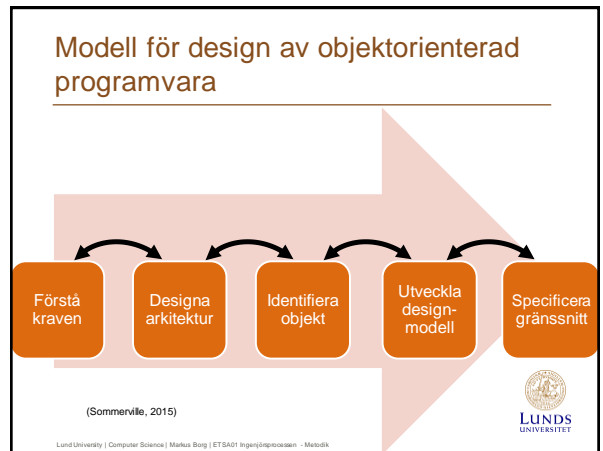 Modell för design av objektorienterad
programvara
Förstå
kraven
Designa
arkitektur
Identifiera
objekt
Utveckla
design-
modell
Specificera
gränssnitt
(Sommerville, 2015)
LUNDS
UNIVERSITET
Lund University | Computer Science | Markus Borg | ETSA01 Ingenjörsprocessen - Metodik